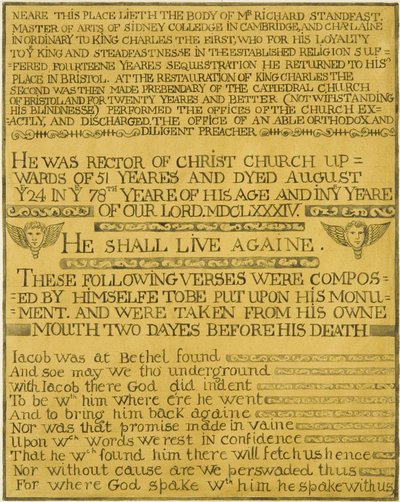 NEARE THIS PLACE LIETH THE BODY OF Mr RICHARD STANDFAST.
MASTER OF ARTS OF SIDNEY COLLEDGE IN CAMBRIDGE, AND CHAPLAINE
IN ORDINARY TO KING CHARLES THE FIRST, WHO FOR HIS LOYALTY
TO Ye KING AND STEADFASTNESSE IN THE ESTABLISHED RELIGION SUF=
=FERED FOURTEENE YEARES SEQUESTRATION HE RETURNED TO HIS
PLACE IN BRISTOL. AT THE RESTAURATION OF KING CHARLES THE
SECOND WAS THEN MADE PREBENDARY OF THE CATHEDRAL CHURCH
OF BRISTOL AND FOR TWENTY YEARES AND BETTER (NOT WITHSTANDING
HIS BLINDNESSE) PERFORMED THE OFFICES OF THE CHURCH EX=
=ACTLY, AND DISCHARGED THE OFFICE OF AN ABLE ORTHODOX AND
DILIGENT PREACHER
HE WAS RECTOR OF CHRIST CHURCH UP=
=WARDS OF 51 YEARES AND DYED AUGUST
Ye 24 IN Ye 78TH YEARE OF HIS AGE AND IN Ye YEARE
OF OUR LORD. MDCLXXXIV.
HE SHALL LIVE AGAINE.
THESE FOLLOWING VERSES WERE COMPOS=
=ED BY HIMSELFE TO BE PUT UPON HIS MONU=
=MENT. AND WERE TAKEN FROM HIS OWNE
MOUTH TWO DAYES BEFORE HIS DEATH
Iacob was at Bethel found
And soe may we tho underground
With Iacob there God did indent
To be wth him where ere he went
And to bring him back againe
Nor was that promise made in vaine
Upon wch words we rest in confidence
That he wch found him there will fetch us hence
Nor without cause are we perswaded thus
For where God spake wth him he spake with us